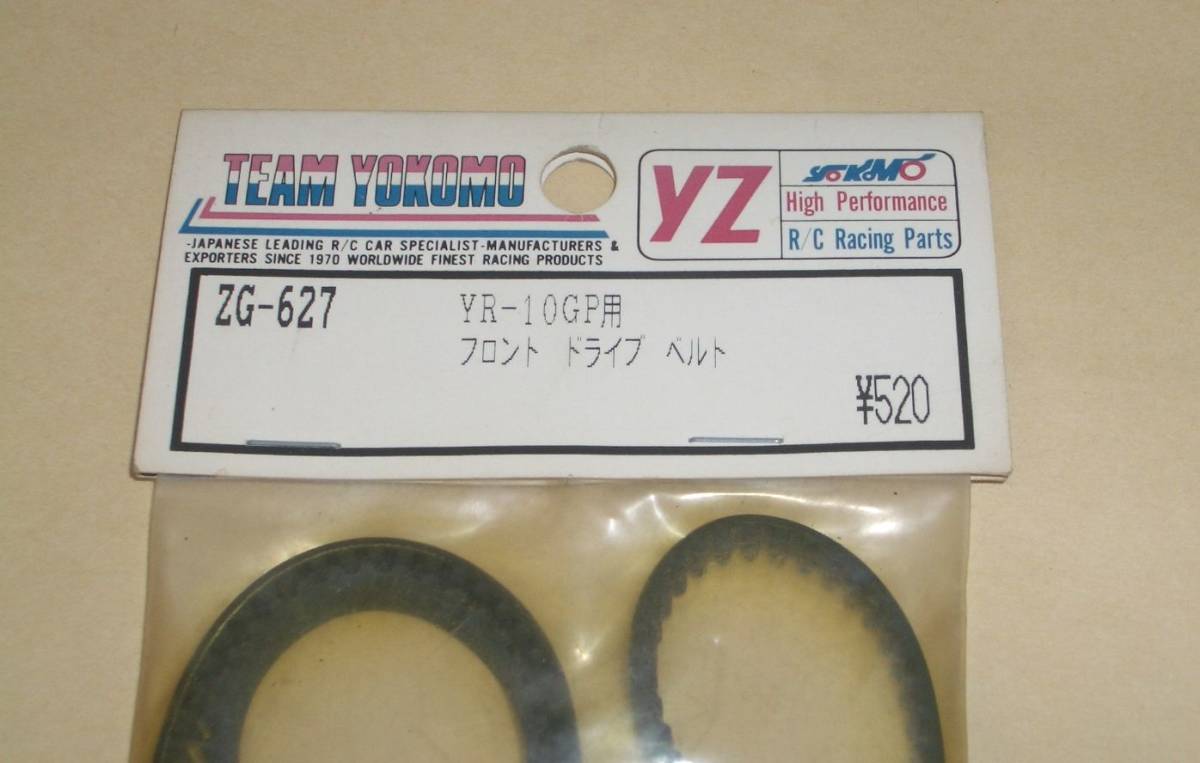 TEAM YOKOMO
-JAPANESE LEADING R/C CAR SPECIALIST-MANUFACTURERS &
EXPORTERS SINCE 1970 WORLDWIDE FINEST RACING PRODUCTS
YZ
YOKOMO
High Performance
R/C Racing Parts
ZG-627
YR-10GP用
フロント ドライブ ベルト
¥520